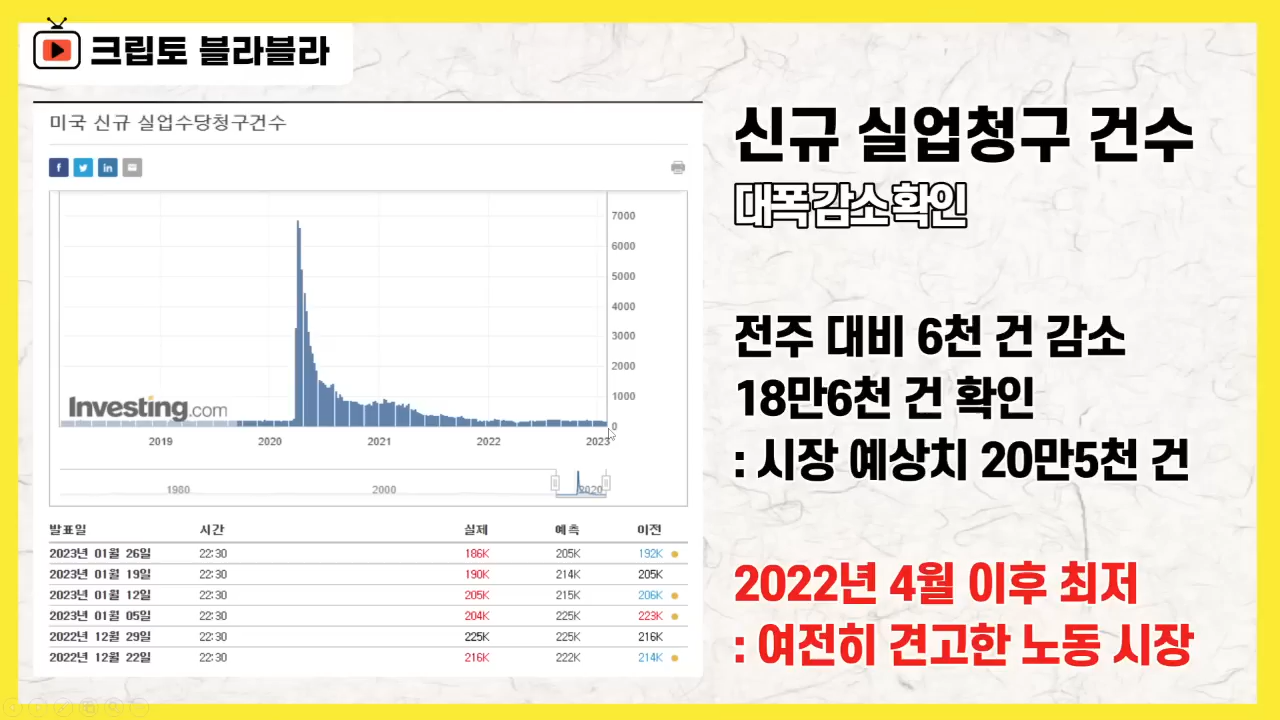 크립토 블라블라
미국 신규 실업수당청구건수
7000
6000
5000
4000
3000
2000
1000
0
Investing.com
2019 2020 2021 2022 2023
1980 2000 2020
발표일 시간 실제 예측 이전
2023년 01월 26일 22:30 186K 205K 192K
2023년 01월 19일 22:30 190K 214K 205K
2023년 01월 12일 22:30 205K 215K 206K
2023년 01월 05일 22:30 204K 225K 223K
2022년 12월 29일 22:30 225K 225K 216K
2022년 12월 22일 22:30 216K 222K 214K
신규 실업청구 건수
대폭 감소 확인
전주 대비 6천 건 감소
18만6천 건 확인
: 시장 예상치 20만5천 건
2022년 4월 이후 최저
: 여전히 견고한 노동 시장